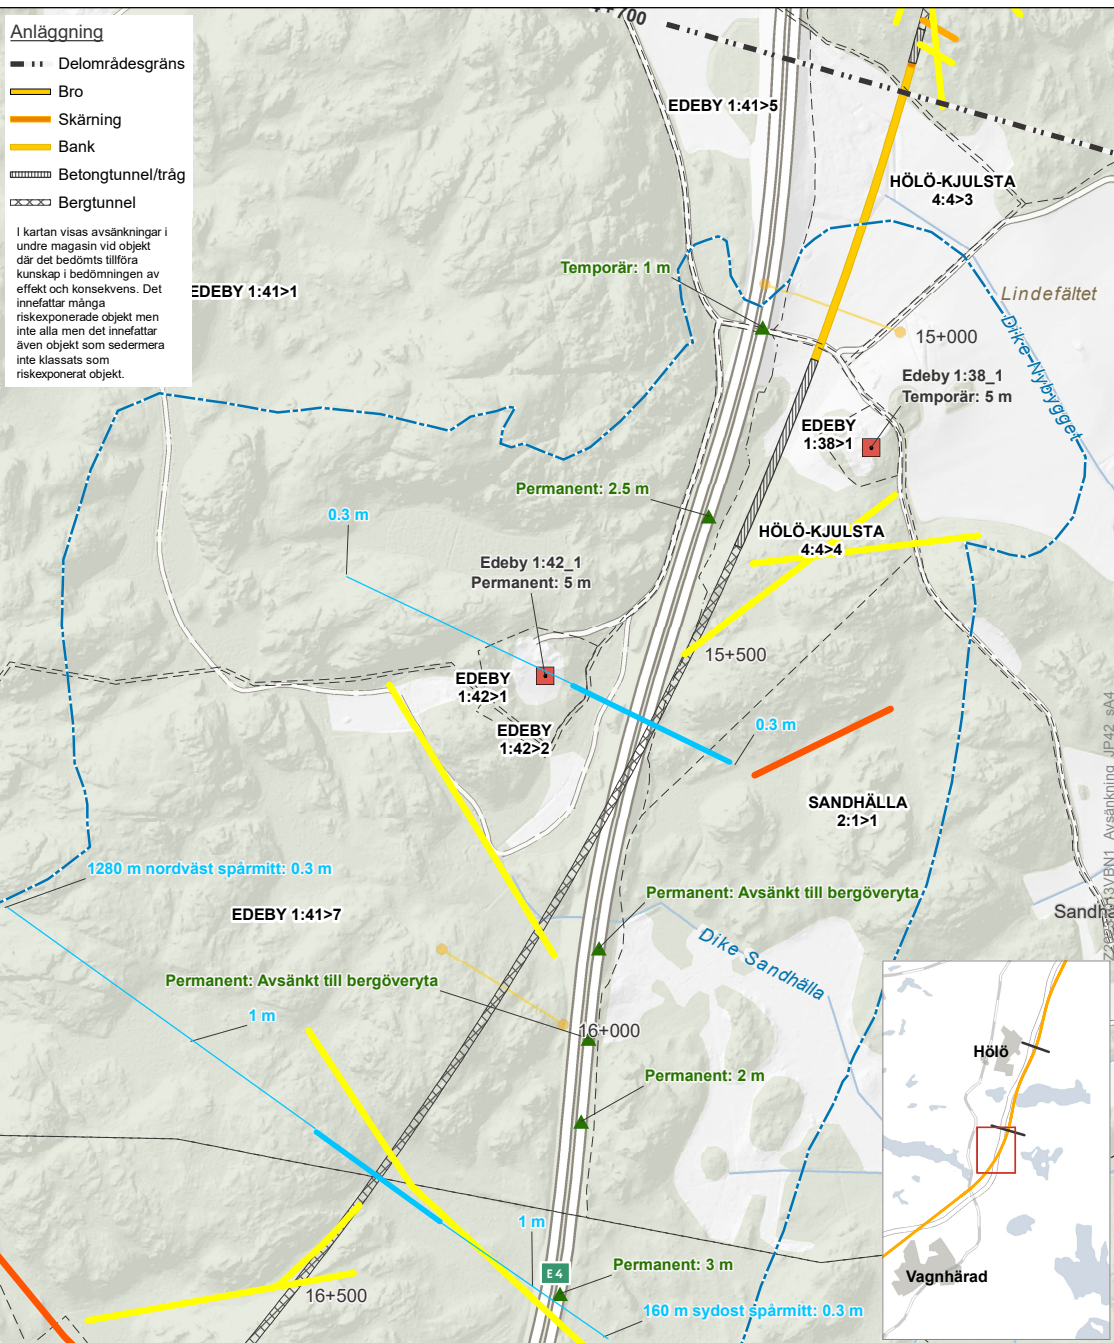 Anläggning
Delområdesgräns
Bro
Skärning
Bank
Betongtunnel/tråg
Bergtunnel
I kartan visas avsänkningar i
undre magasin vid objekt
där det bedömts tillföra
kunskap i bedömningen av
effekt och konsekvens. Det
innefattar många
riskexponerade objekt men
inte alla men det innefattar
även objekt som sedermera
inte klassats som
riskexponerat objekt.
EDEBY 1:41>5
HÖLÖ-KJULSTA
4:4>3
Temporär: 1 m
EDEBY 1:41>1
Lindefältet
Dike Nybygget
15+000
Edeby 1:38_1
Temporär: 5 m
EDEBY
1:38>1
Permanent: 2.5 m
0.3 m
HÖLÖ-KJULSTA
4:4>4
Edeby 1:42_1
Permanent: 5 m
15+500
EDEBY
1:42>1
EDEBY
1:42>2
0.3 m
SANDHÄLLA
2:1>1
1280 m nordväst spårmitt: 0.3 m
EDEBY 1:41>7
Permanent: Avsänkt till bergöveryta
Dike Sandhälla
Permanent: Avsänkt till bergöveryta
1 m
16+000
Permanent: 2 m
Hölö
1 m
E4
Permanent: 3 m
16+500
160 m sydost spårmitt: 0.3 m
Vagnhärad